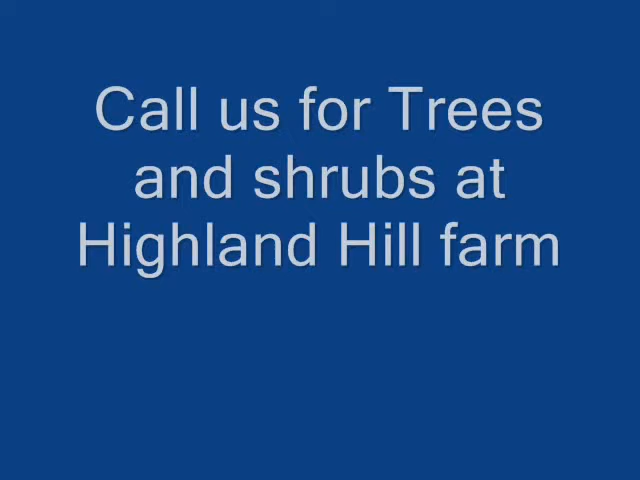 Call us for Trees
and shrubs at
Highland Hill farm